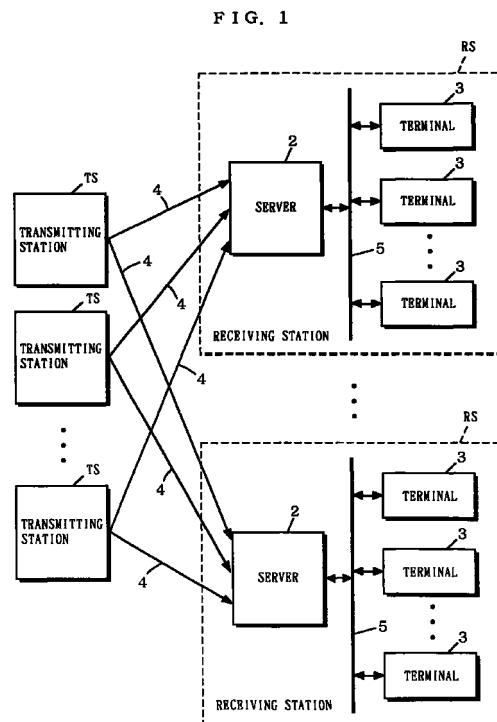 FIG. 1
RS
3
TERMINAL
2
TS
4
SERVER
3
TERMINAL
TRANSMITTING
STATION
4
TS
4
5
3
TERMINAL
TRANSMITTING
STATION
RECEIVING STATION
4
RS
TS
4
3
TERMINAL
2
TRANSMITTING
STATION
SERVER
3
TERMINAL
4
5
3
TERMINAL
RECEIVING STATION